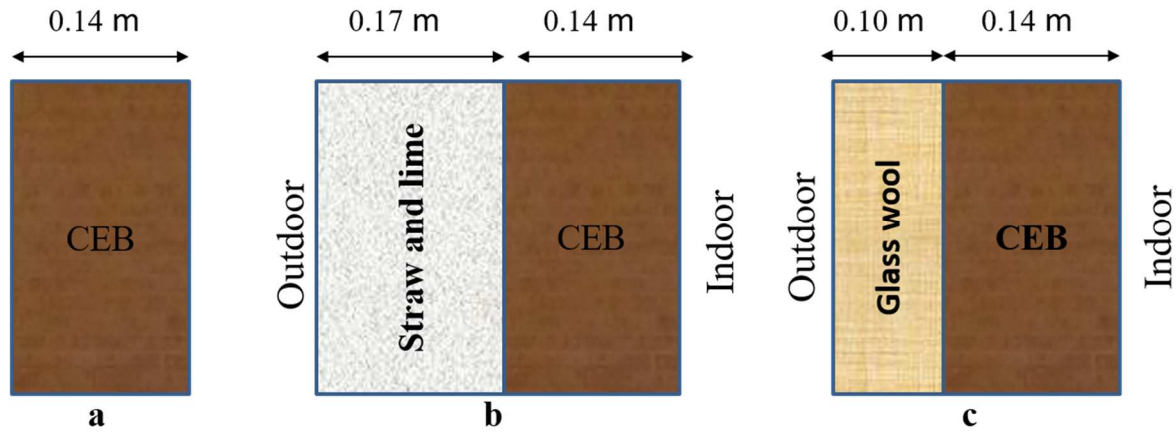 0.14 m
0.17 m
0.14 m
0.10 m
0.14 m
CEB
Outdoor
Straw and lime
CEB
Indoor
Outdoor
Glass wool
CEB
Indoor
a
b
c